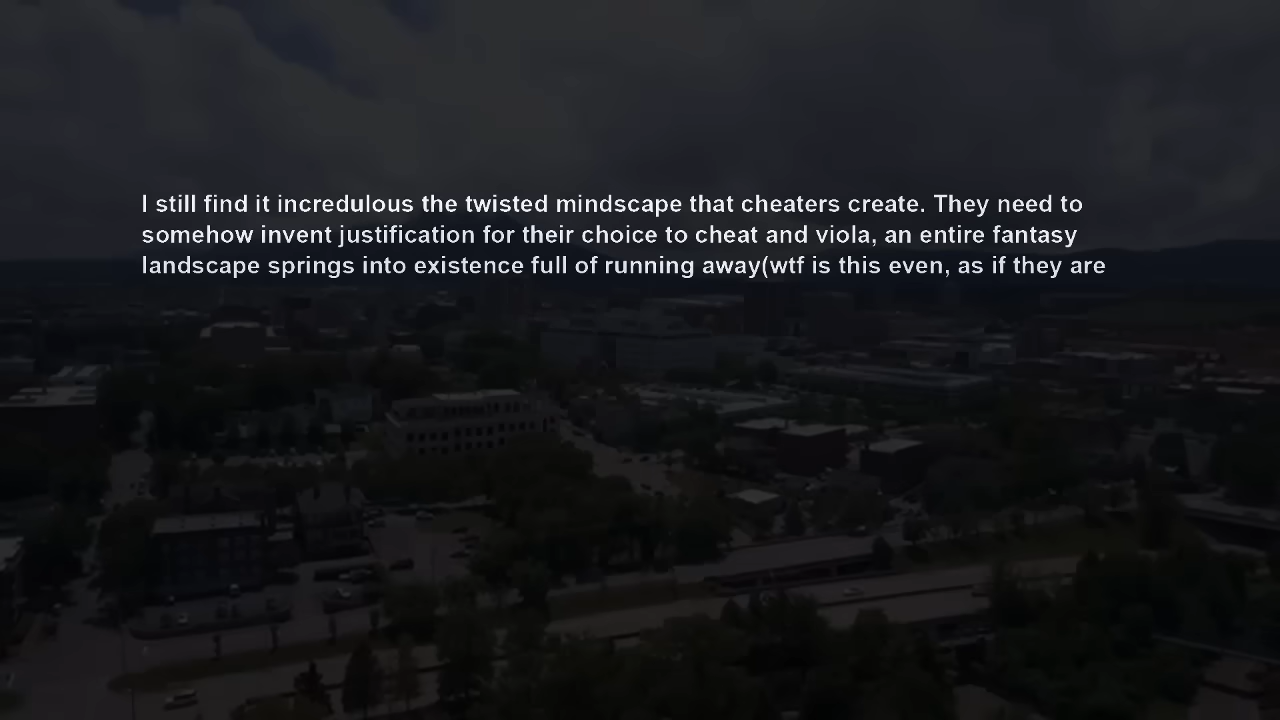 I still find it incredulous the twisted mindscape that cheaters create. They need to
somehow invent justification for their choice to cheat and viola, an entire fantasy
landscape springs into existence full of running away(wtf is this even, as if they are